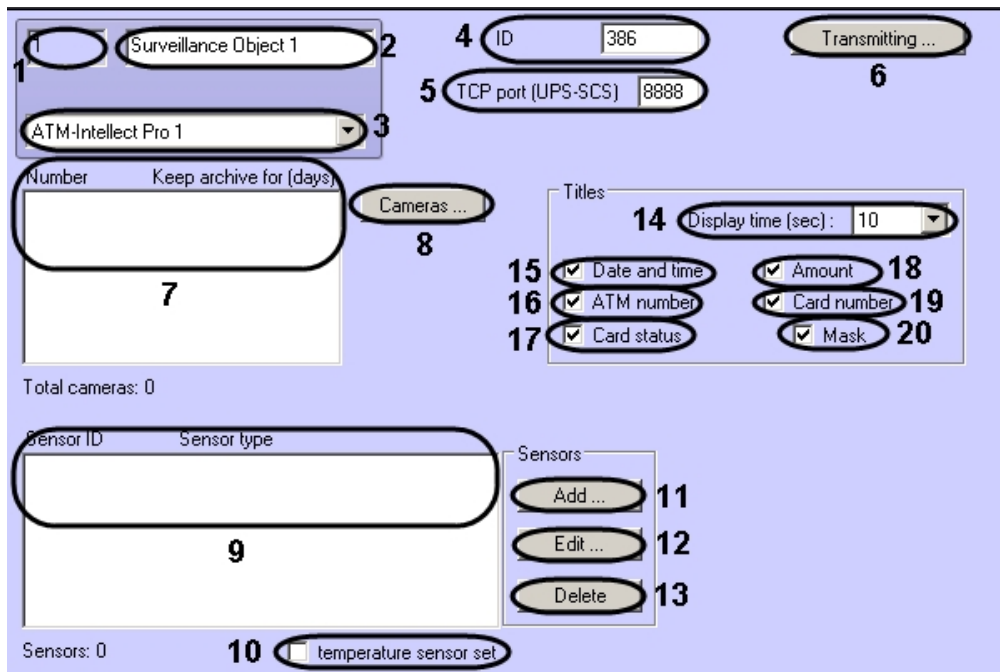 1 1 Surveillance Object 1 2
4 ID 386
Transmitting ... 6
5 TCP port (UPS-SCS) 8888
ATM-Intellect Pro 1 3
Number Keep archive for (days)
7
Cameras ... 8
Total cameras: 0
Titles
14 Display time (sec) : 10
15 Date and time Amount 18
16 ATM number Card number 19
17 Card status Mask 20
Sensor ID Sensor type
9
Sensors
Add ... 11
Edit ... 12
Delete 13
Sensors: 0
10 temperature sensor set